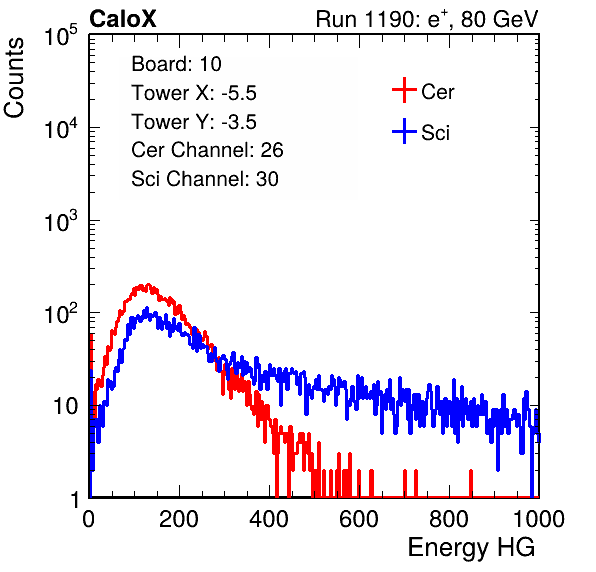 CaloX Run 1190: e⁺, 80 GeV
Counts
10⁵
10⁴
10³
10²
10
1
Board: 10
Tower X: -5.5
Tower Y: -3.5
Cer Channel: 26
Sci Channel: 30
Cer
Sci
0 200 400 600 800 1000
Energy HG